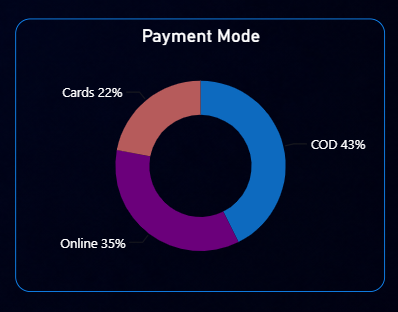 Payment Mode
Cards 22%
COD 43%
Online 35%